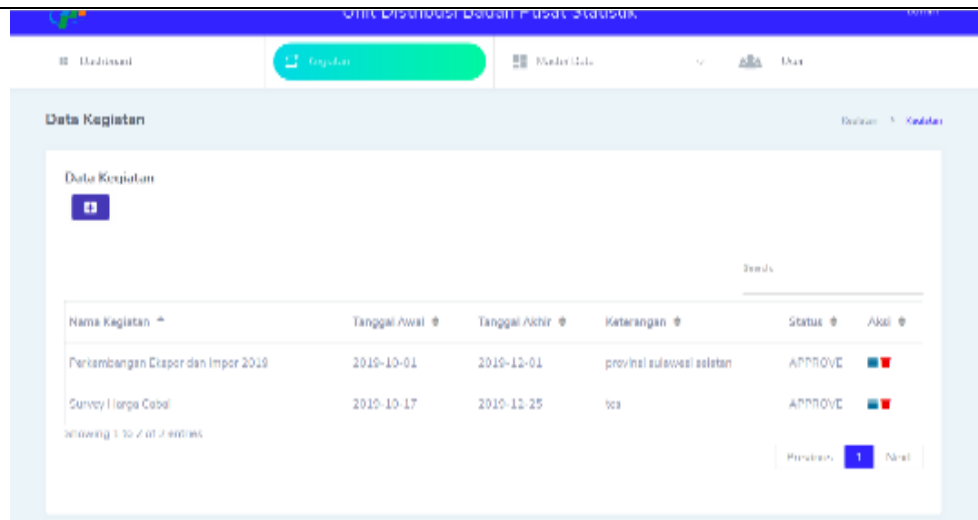 Unit Distribusi Badan Pusat Statistik
Dashboard Kegiatan Master Data User
Data Kegiatan Kegiatan
Data Kegiatan
Search:
Nama Kegiatan Tanggal Awal Tanggal Akhir Keterangan Status Aksi
Perkembangan Ekspor dan Impor 2019 2019-10-01 2019-12-01 provinsi sulawesi selatan APPROVE
Survey Harga Cabai 2019-10-17 2019-12-25 APPROVE
Showing 1 to 2 of 2 entries
Previous 1 Next